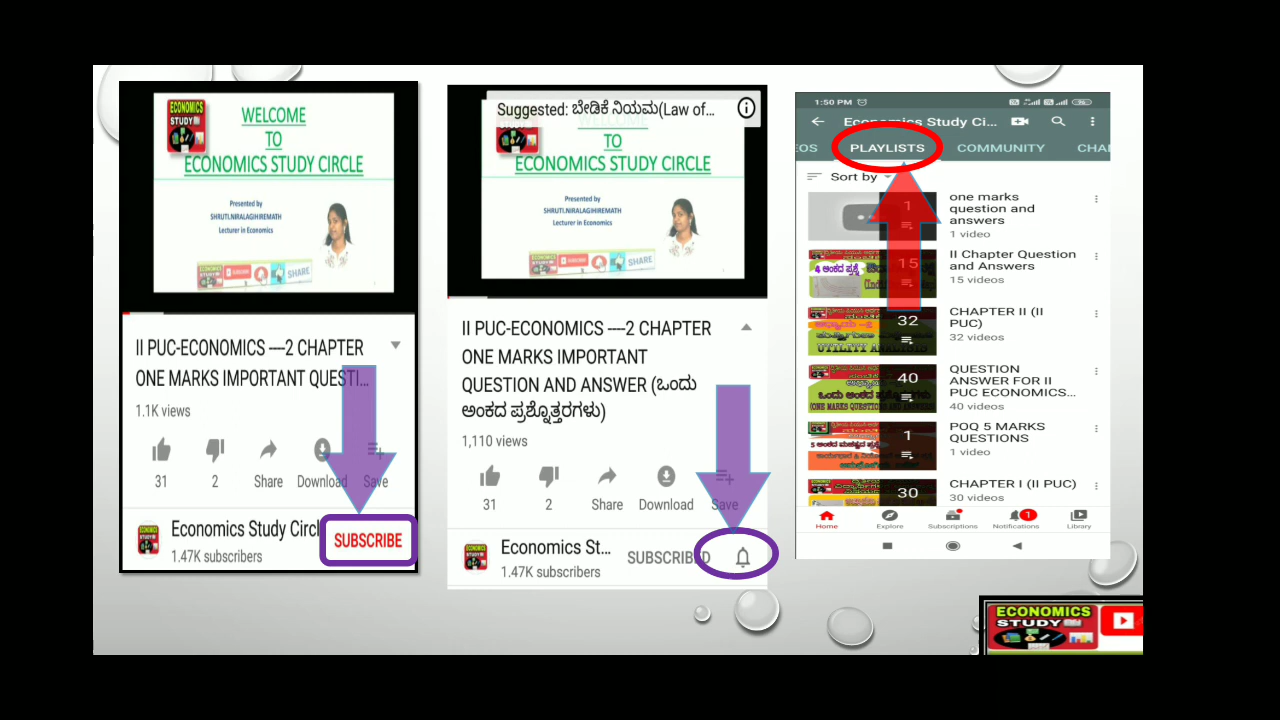 WELCOME
TO
ECONOMICS STUDY CIRCLE
Presented by
SHRUTI.NIRALAGIHIREMATH
Lecturer in Economics
SHARE
II PUC-ECONOMICS ----2 CHAPTER
ONE MARKS IMPORTANT QUESTI...
1.1K views
31
2
Share
Download
Save
Economics Study Circl
1.47K subscribers
SUBSCRIBE
Suggested: ಬೇಡಿಕೆ ನಿಯಮ(Law of...
TO
ECONOMICS STUDY CIRCLE
Presented by
SHRUTI.NIRALAGIHIREMATH
Lecturer in Economics
SHARE
II PUC-ECONOMICS ----2 CHAPTER
ONE MARKS IMPORTANT
QUESTION AND ANSWER (ಒಂದು
ಅಂಕದ ಪ್ರಶ್ನೋತ್ತರಗಳು)
1,110 views
31
2
Share
Download
Save
Economics St...
1.47K subscribers
SUBSCRIBED
1:50 PM
Economics Study Ci...
EOS
PLAYLISTS
COMMUNITY
CHAN
Sort by
1
one marks
question and
answers
1 video
15
II Chapter Question
and Answers
15 videos
32
UTILITY ANALYSIS
CHAPTER II (II
PUC)
32 videos
40
QUESTION
ANSWER FOR II
PUC ECONOMICS...
40 videos
1
POQ 5 MARKS
QUESTIONS
1 video
30
CHAPTER I (II PUC)
30 videos
Home
Explore
Subscriptions
1
Notifications
Library
ECONOMICS
STUDY